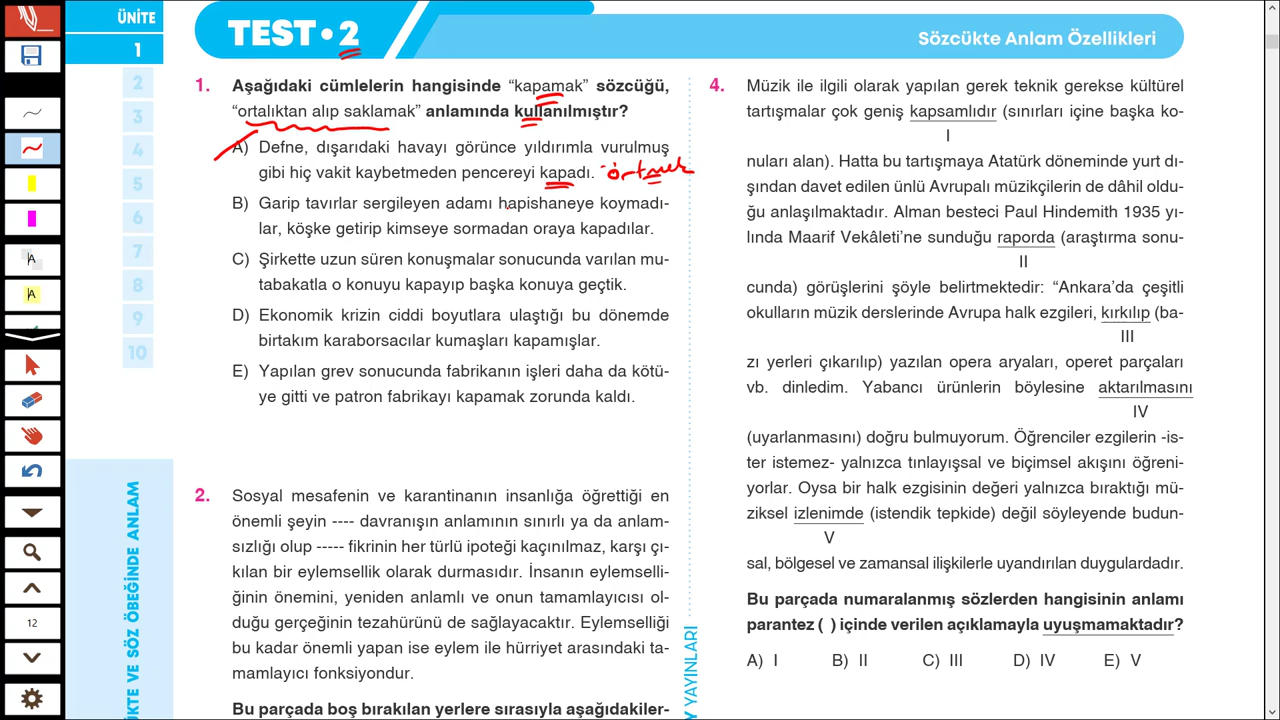 ÜNİTE
1
2
3
4
5
6
7
8
9
10
TEST • 2
Sözcükte Anlam Özellikleri
1. Aşağıdaki cümlelerin hangisinde “kapamak” sözcüğü,
“ortalıktan alıp saklamak” anlamında kullanılmıştır?
A) Defne, dışarıdaki havayı görünce yıldırımla vurulmuş
gibi hiç vakit kaybetmeden pencereyi kapadı. örtmek
B) Garip tavırlar sergileyen adamı hapishaneye koymadı-
lar, köşke getirip kimseye sormadan oraya kapadılar.
C) Şirkette uzun süren konuşmalar sonucunda varılan mu-
tabakatla o konuyu kapayıp başka konuya geçtik.
D) Ekonomik krizin ciddi boyutlara ulaştığı bu dönemde
birtakım karaborsacılar kumaşları kapamışlar.
E) Yapılan grev sonucunda fabrikanın işleri daha da kötü-
ye gitti ve patron fabrikayı kapamak zorunda kaldı.
2. Sosyal mesafenin ve karantinanın insanlığa öğrettiği en
önemli şeyin ---- davranışın anlamının sınırlı ya da anlam-
sızlığı olup ----- fikrinin her türlü ipoteği kaçınılmaz, karşı çı-
kılan bir eylemsellik olarak durmasıdır. İnsanın eylemselli-
ğinin önemini, yeniden anlamlı ve onun tamamlayıcısı ol-
duğu gerçeğinin tezahürünü de sağlayacaktır. Eylemselliği
bu kadar önemli yapan ise eylem ile hürriyet arasındaki ta-
mamlayıcı fonksiyondur.
Bu parçada boş bırakılan yerlere sırasıyla aşağıdakiler-
4. Müzik ile ilgili olarak yapılan gerek teknik gerekse kültürel
tartışmalar çok geniş kapsamlıdır (sınırları içine başka ko-
I
nuları alan). Hatta bu tartışmaya Atatürk döneminde yurt dı-
şından davet edilen ünlü Avrupalı müzikçilerin de dâhil oldu-
ğu anlaşılmaktadır. Alman besteci Paul Hindemith 1935 yı-
lında Maarif Vekâleti’ne sunduğu raporda (araştırma sonu-
II
cunda) görüşlerini şöyle belirtmektedir: “Ankara’da çeşitli
okulların müzik derslerinde Avrupa halk ezgileri, kırkılıp (ba-
III
zı yerleri çıkarılıp) yazılan opera aryaları, operet parçaları
vb. dinledim. Yabancı ürünlerin böylesine aktarılmasını
IV
(uyarlanmasını) doğru bulmuyorum. Öğrenciler ezgilerin -is-
ter istemez- yalnızca tınlayışsal ve biçimsel akışını öğreni-
yorlar. Oysa bir halk ezgisinin değeri yalnızca bıraktığı mü-
ziksel izlenimde (istendik tepkide) değil söyleyende budun-
V
sal, bölgesel ve zamansal ilişkilerle uyandırılan duygulardadır.
Bu parçada numaralanmış sözlerden hangisinin anlamı
parantez ( ) içinde verilen açıklamayla uyuşmamaktadır?
A) I B) II C) III D) IV E) V
ÜKTE VE SÖZ ÖBEĞİNDE ANLAM
Y YAYINLARI
A
A
12